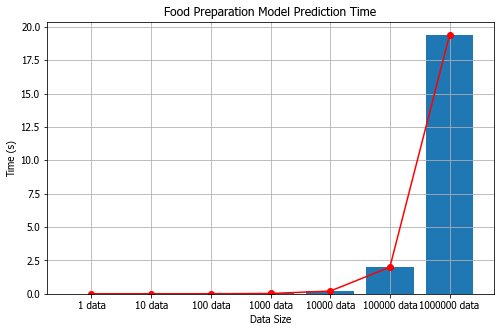 Food Preparation Model Prediction Time
Time (s)
20.0
17.5
15.0
12.5
10.0
7.5
5.0
2.5
0.0
1 data 10 data 100 data 1000 data 10000 data 100000 data 1000000 data
Data Size